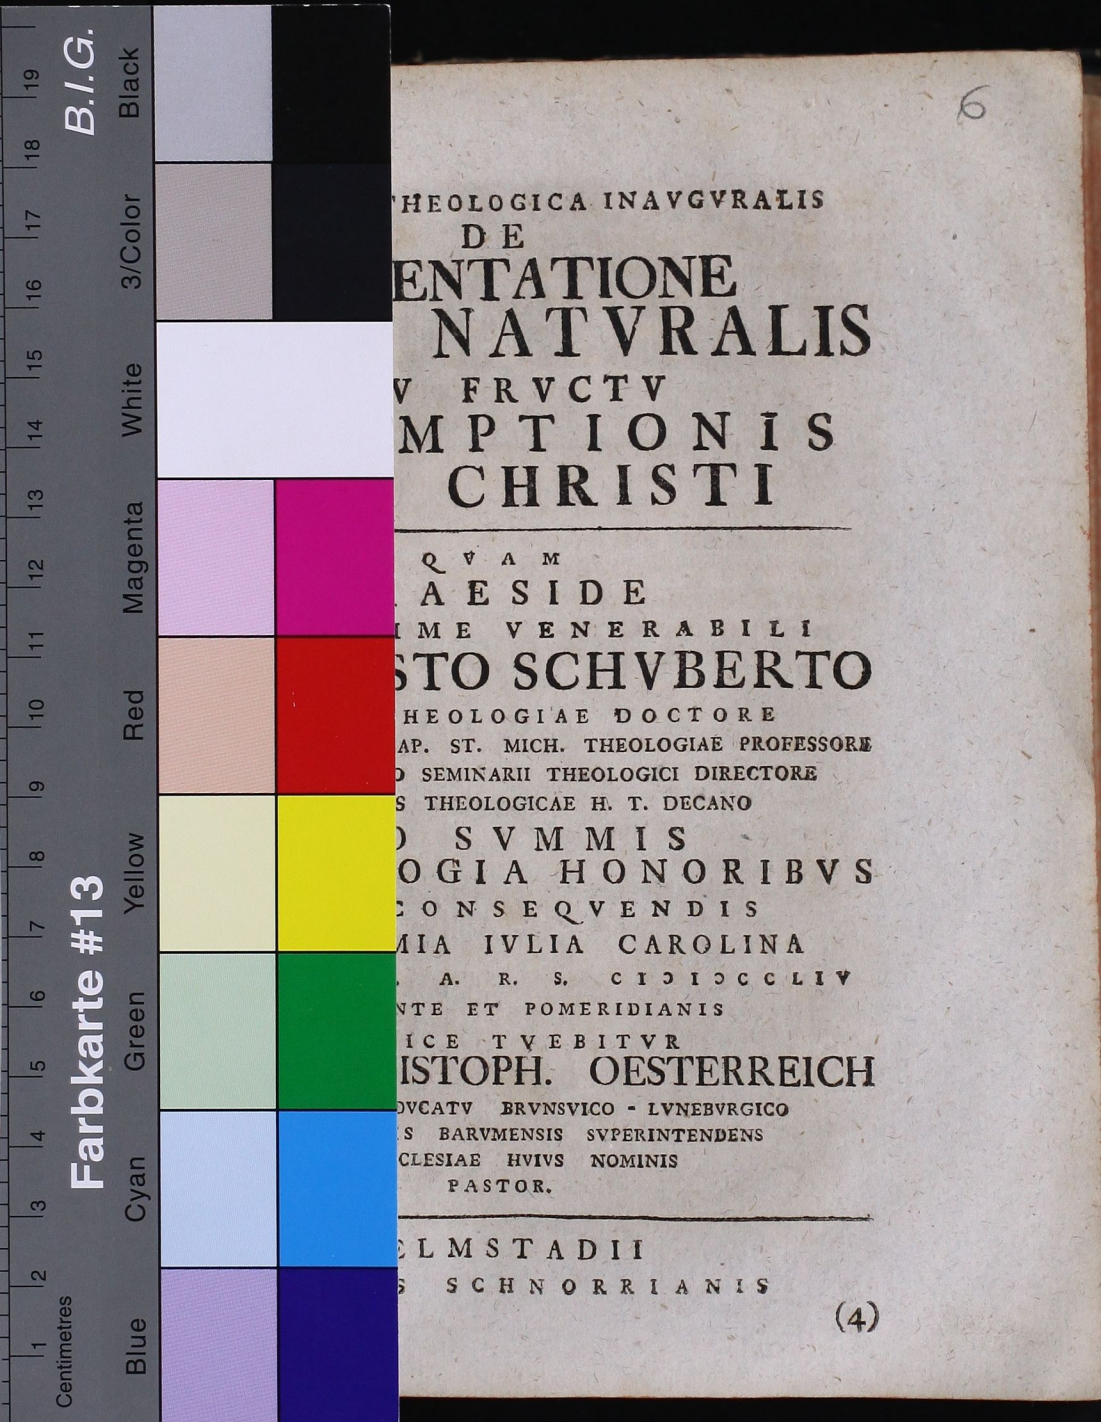 6
THEOLOGICA INAVGVRALIS
DE
ENTATIONE
NATVRALIS
V FRVCTV
MPTIONIS
CHRISTI
QVAM
AESIDE
IME VENERABILI
STO SCHVBERTO
HEOLOGIAE DOCTORE
AP. ST. MICH. THEOLOGIAE PROFESSORE
O SEMINARII THEOLOGICI DIRECTORE
S THEOLOGICAE H. T. DECANO
O SVMMIS
OGIA HONORIBVS
CONSEQVENDIS
MIA IVLIA CAROLINA
. A. R. S. CIƆIƆCCLIV
NTE ET POMERIDIANIS
ICE TVEBITVR
ISTOPH. OESTERREICH
DVCATV BRVNSVICO - LVNEBVRGICO
S BARVMENSIS SVPERINTENDENS
CLESIAE HVIVS NOMINIS
PASTOR.
ELMSTADII
S SCHNORRIANIS
(4)
B.I.G.
Farbkarte #13
Centimetres
1 2 3 4 5 6 7 8 9 10 11 12 13 14 15 16 17 18 19
Blue Cyan Green Yellow Red Magenta White 3/Color Black